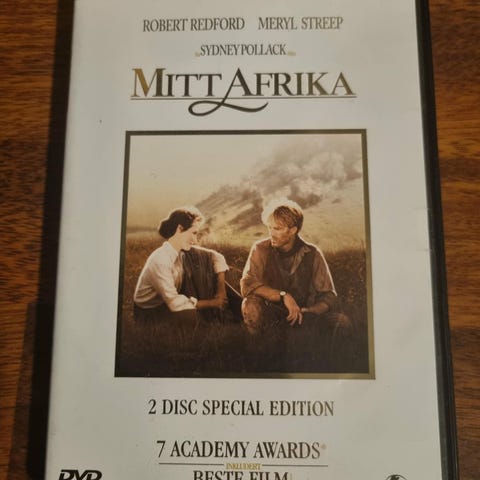 ROBERT REDFORD MERYL STREEP
SYDNEY POLLACK
MITT AFRIKA
2 DISC SPECIAL EDITION
7 ACADEMY AWARDS®
INKLUDERT
BESTE FILM
DVD